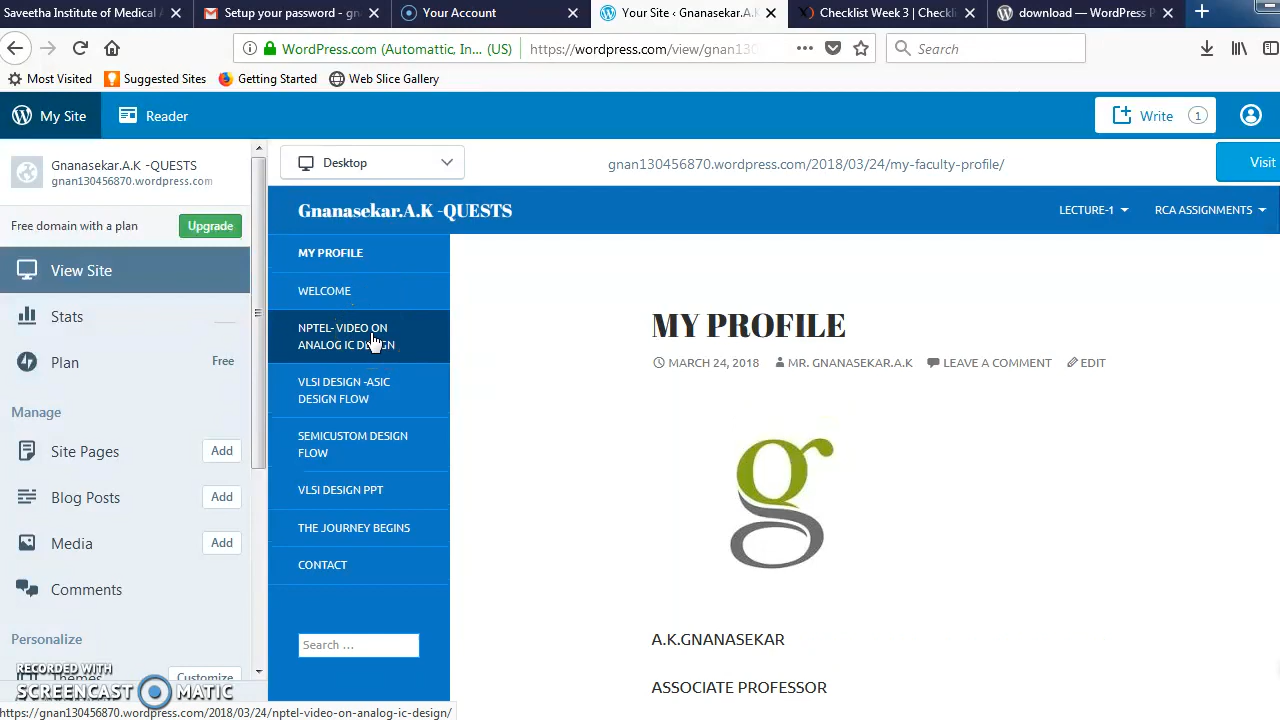 Saveetha Institute of Medical A
Setup your password - gn
Your Account
Your Site ‹ Gnanasekar.A.K
Checklist Week 3 | Checkli
download — WordPress P
WordPress.com (Automattic, In... (US)
https://wordpress.com/view/gnan130
Search
Most Visited
Suggested Sites
Getting Started
Web Slice Gallery
My Site
Reader
Write
1
Gnanasekar.A.K -QUESTS
gnan130456870.wordpress.com
Desktop
gnan130456870.wordpress.com/2018/03/24/my-faculty-profile/
Visit
Free domain with a plan
Upgrade
Gnanasekar.A.K -QUESTS
LECTURE-1
RCA ASSIGNMENTS
View Site
Stats
Plan
Free
Manage
Site Pages
Add
Blog Posts
Add
Media
Add
Comments
Personalize
Themes
Customize
MY PROFILE
WELCOME
NPTEL- VIDEO ON
ANALOG IC DESIGN
VLSI DESIGN -ASIC
DESIGN FLOW
SEMICUSTOM DESIGN
FLOW
VLSI DESIGN PPT
THE JOURNEY BEGINS
CONTACT
Search ...
MY PROFILE
MARCH 24, 2018
MR. GNANASEKAR.A.K
LEAVE A COMMENT
EDIT
g
A.K.GNANASEKAR
ASSOCIATE PROFESSOR
RECORDED WITH
SCREENCAST MATIC
https://gnan130456870.wordpress.com/2018/03/24/nptel-video-on-analog-ic-design/